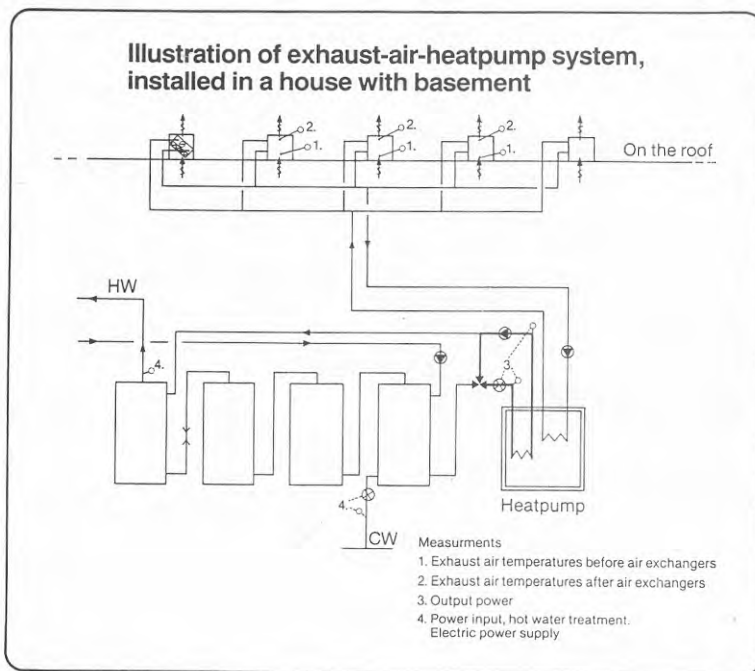 Illustration of exhaust-air-heatpump system,
installed in a house with basement
2.
2.
2.
1.
1.
1.
On the roof
HW
4.
3.
Heatpump
4.
CW
Measurments
1. Exhaust air temperatures before air exchangers
2. Exhaust air temperatures after air exchangers
3. Output power
4. Power input, hot water treatment.
Electric power supply